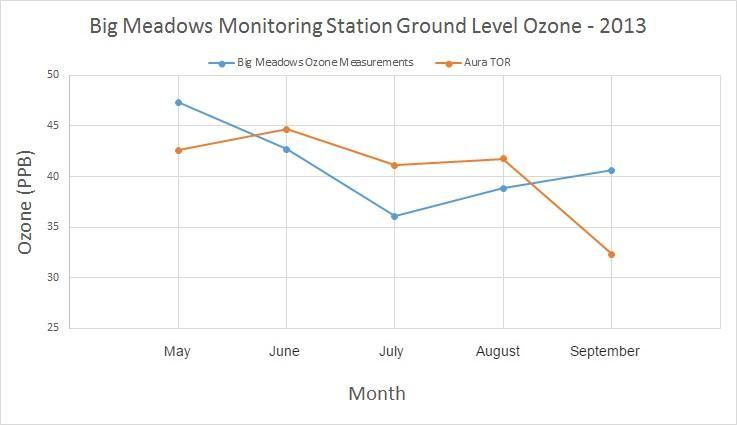 Big Meadows Monitoring Station Ground Level Ozone - 2013
Big Meadows Ozone Measurements Aura TOR
50
45
40
35
30
25
Ozone (PPB)
May June July August September
Month